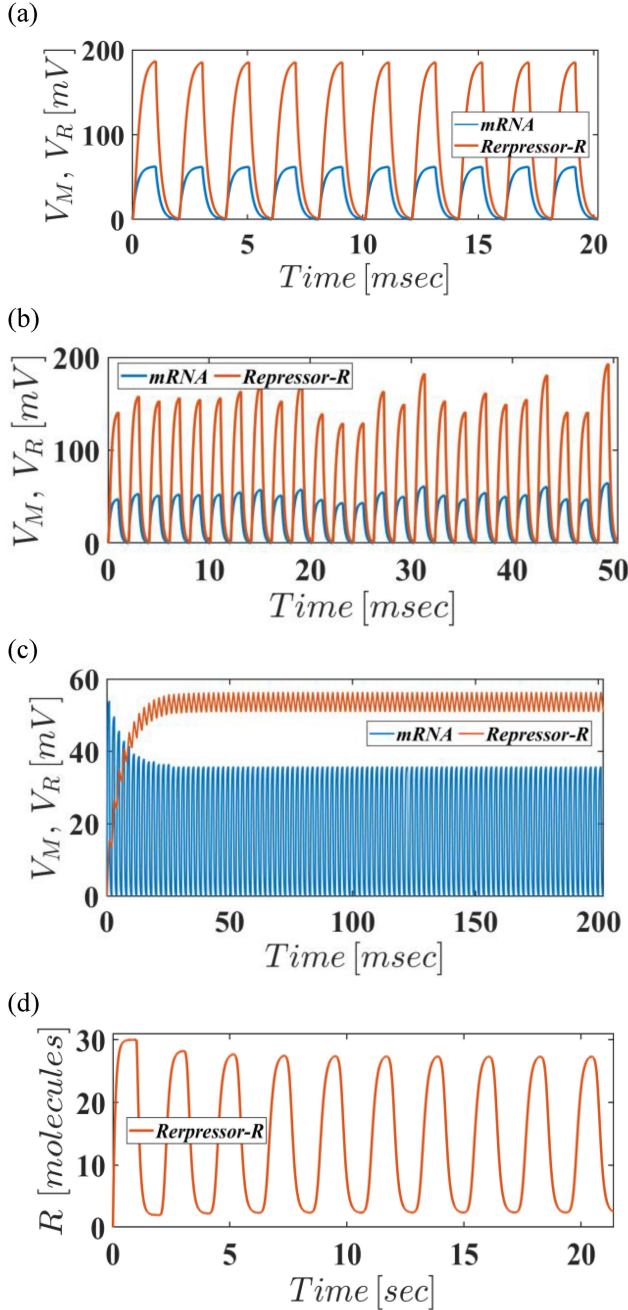 (a)
V_M, V_R [mV]
200
100
0
mRNA
Rerpressor-R
0 5 10 15 20
Time [msec]
(b)
V_M, V_R [mV]
200
100
0
mRNA Repressor-R
0 10 20 30 40 50
Time [msec]
(c)
V_M, V_R [mV]
60
40
20
0
mRNA Repressor-R
0 50 100 150 200
Time [msec]
(d)
R [molecules]
30
20
10
0
Rerpressor-R
0 5 10 15 20
Time [sec]